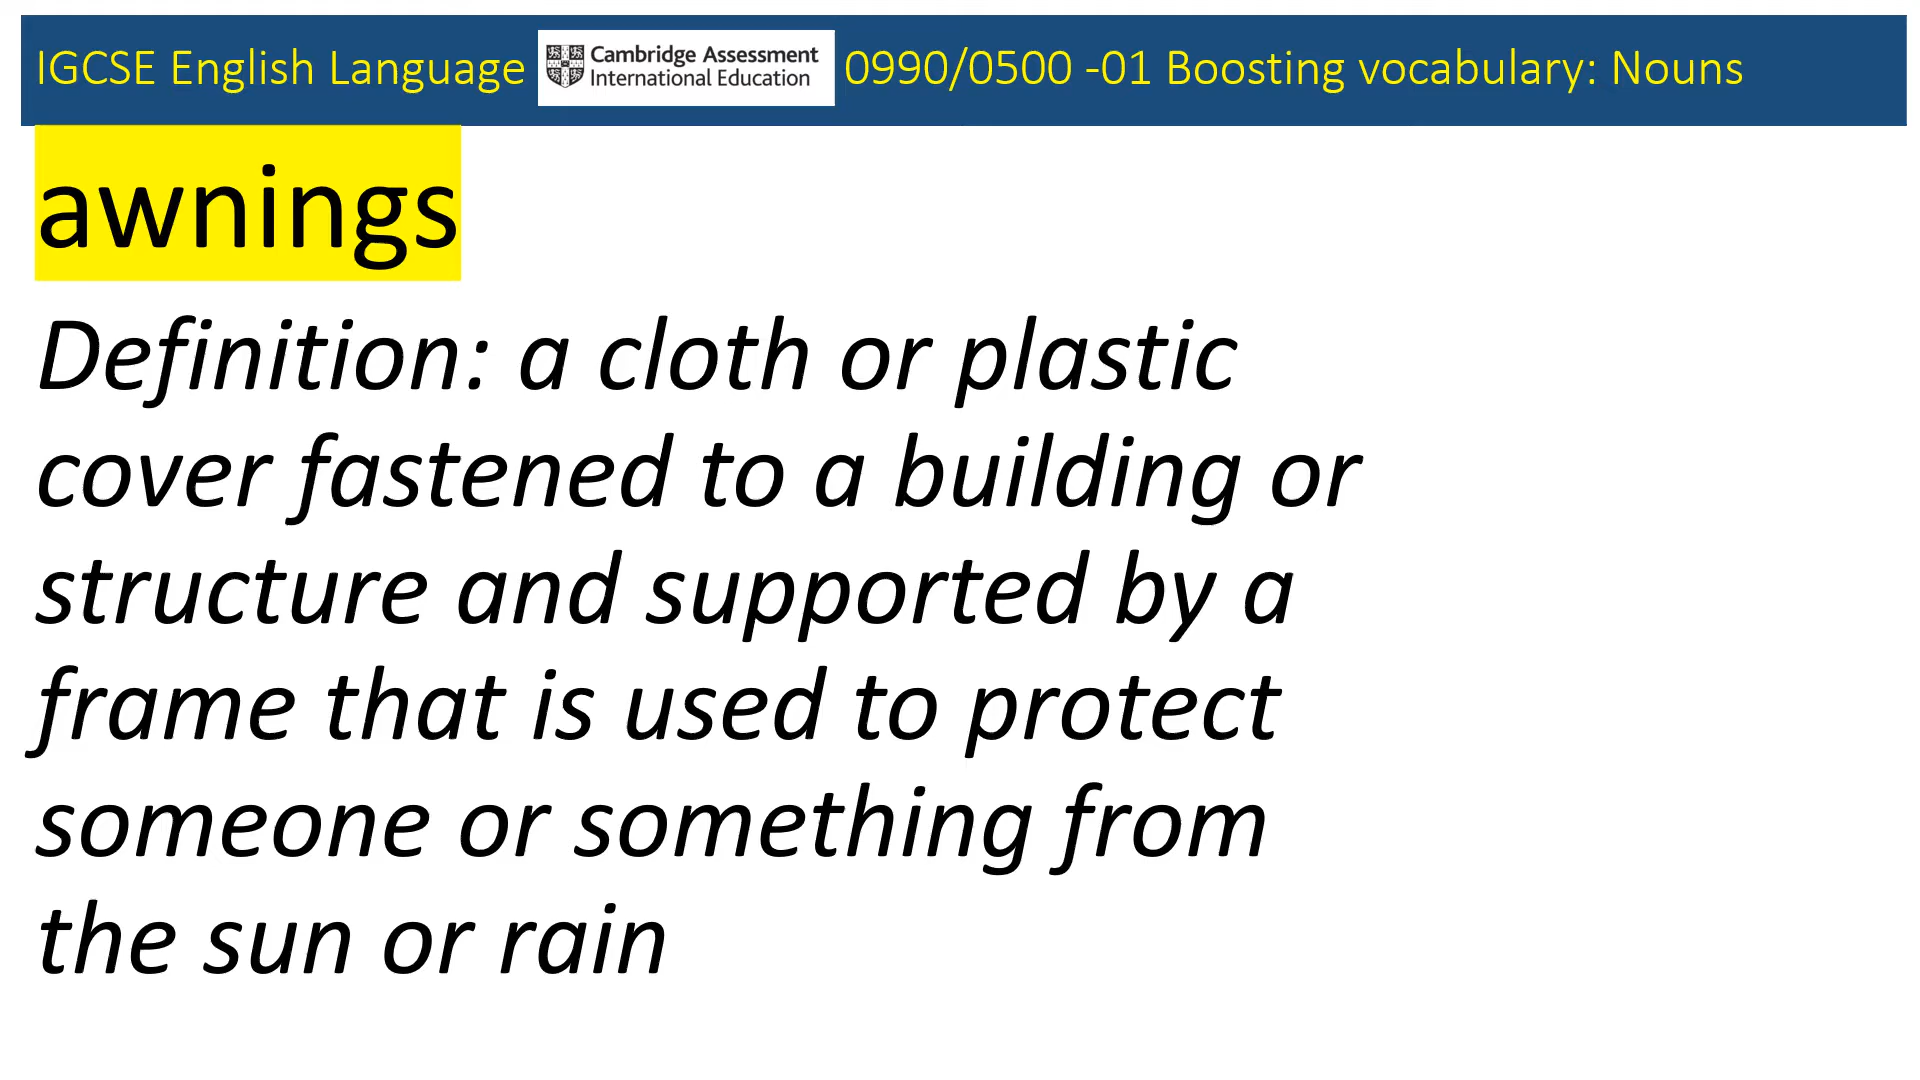 IGCSE English Language Cambridge Assessment International Education 0990/0500 -01 Boosting vocabulary: Nouns
awnings
Definition: a cloth or plastic
cover fastened to a building or
structure and supported by a
frame that is used to protect
someone or something from
the sun or rain